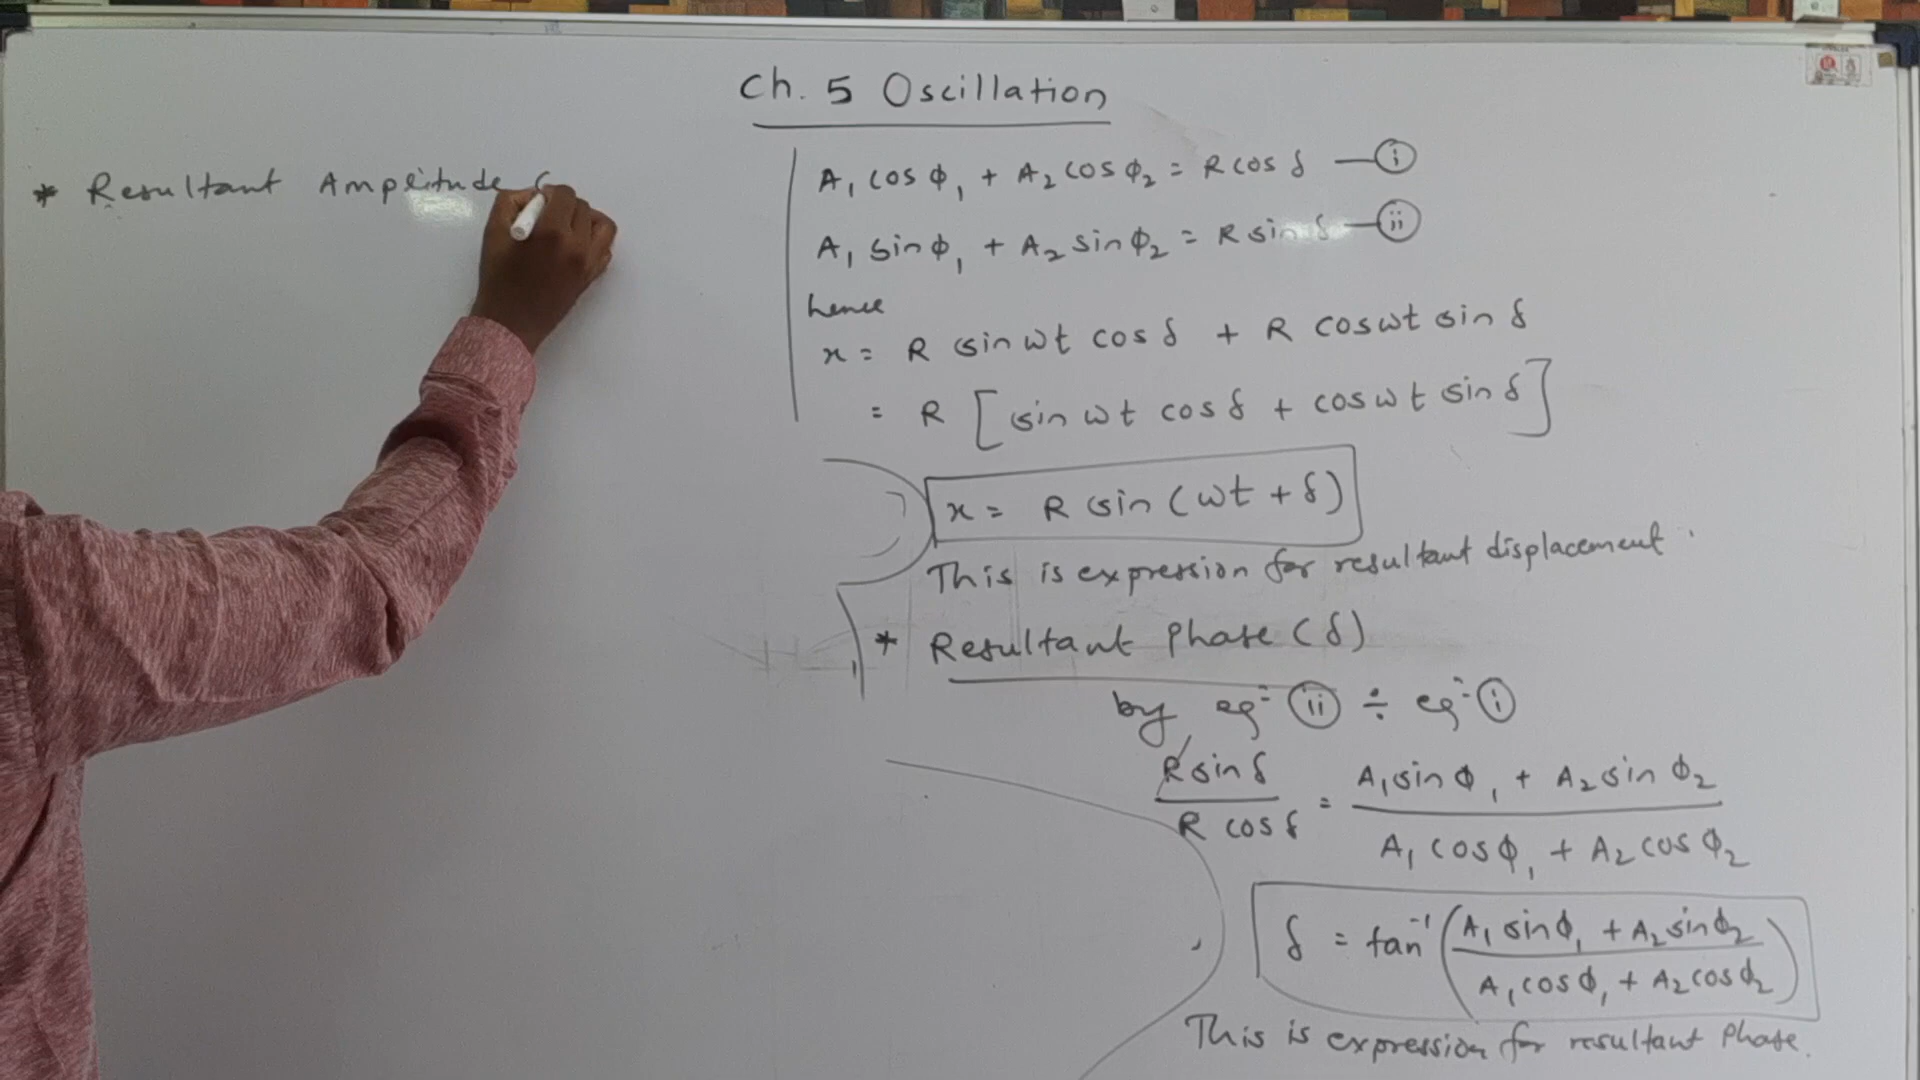 Ch. 5 Oscillation
* Resultant Amplitude (
A₁ cos ϕ₁ + A₂ cos ϕ₂ = R cos δ — (i)
A₁ sin ϕ₁ + A₂ sin ϕ₂ = R sin δ — (ii)
hence
x = R sin ωt cos δ + R cos ωt sin δ
= R [sin ωt cos δ + cos ωt sin δ]
x = R sin (ωt + δ)
This is expression for resultant displacement.
* Resultant Phase (δ)
by eqⁿ (ii) ÷ eqⁿ (i)
R sin δ / R cos δ = A₁ sin ϕ₁ + A₂ sin ϕ₂ / A₁ cos ϕ₁ + A₂ cos ϕ₂
δ = tan⁻¹ (A₁ sin ϕ₁ + A₂ sin ϕ₂ / A₁ cos ϕ₁ + A₂ cos ϕ₂)
This is expression for resultant Phase.